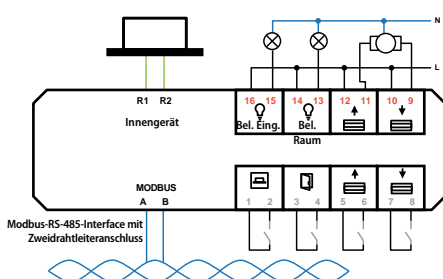 N
L
R1 R2
16 15 14 13 12 11 10 9
Innengerät
Bel. Eing. Bel.
Raum
MODBUS
A B
1 2 3 4 5 6 7 8
Modbus-RS-485-Interface mit
Zweidrahtleiteranschluss